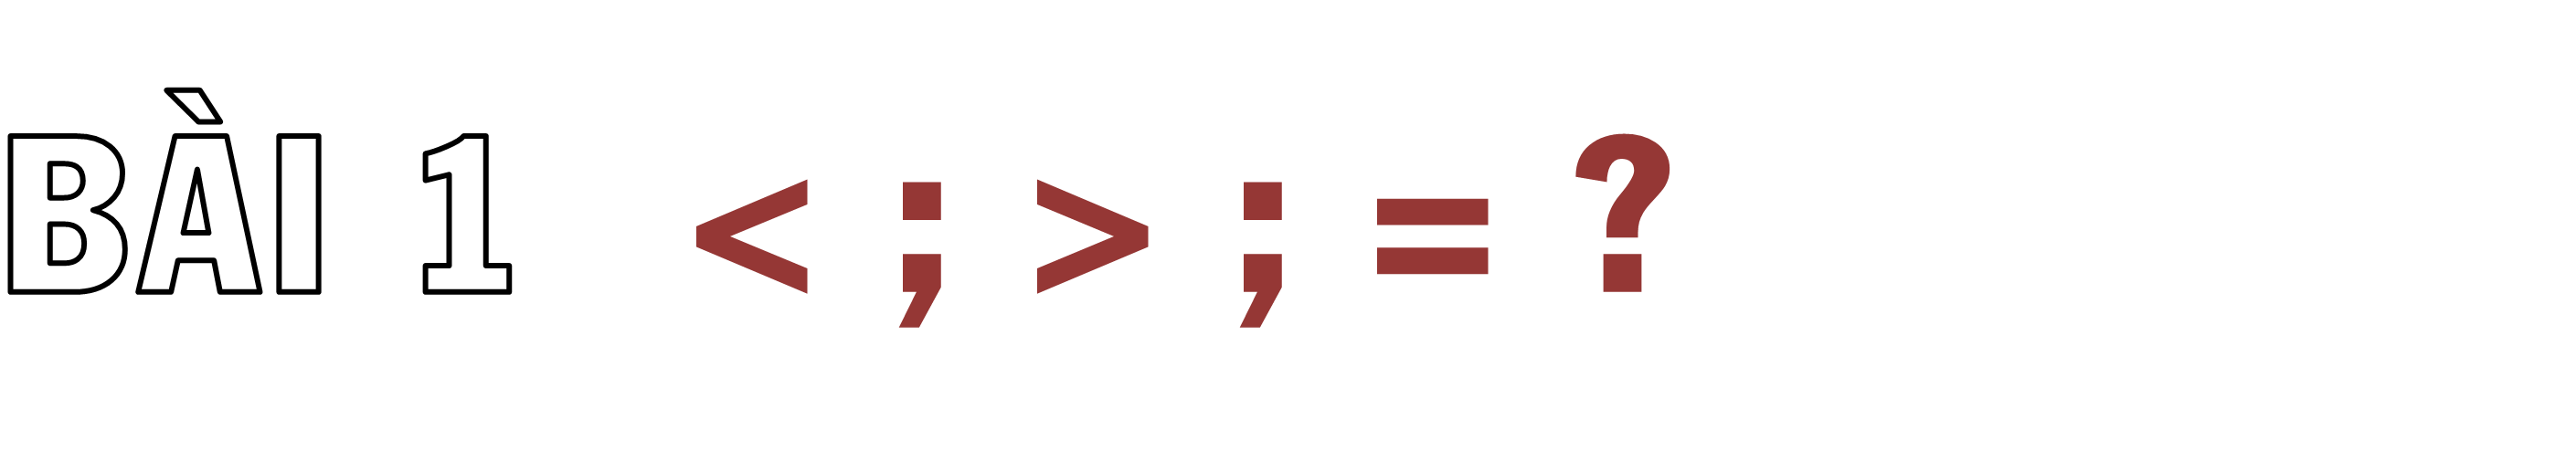 BÀI 1 < ; > ; = ?